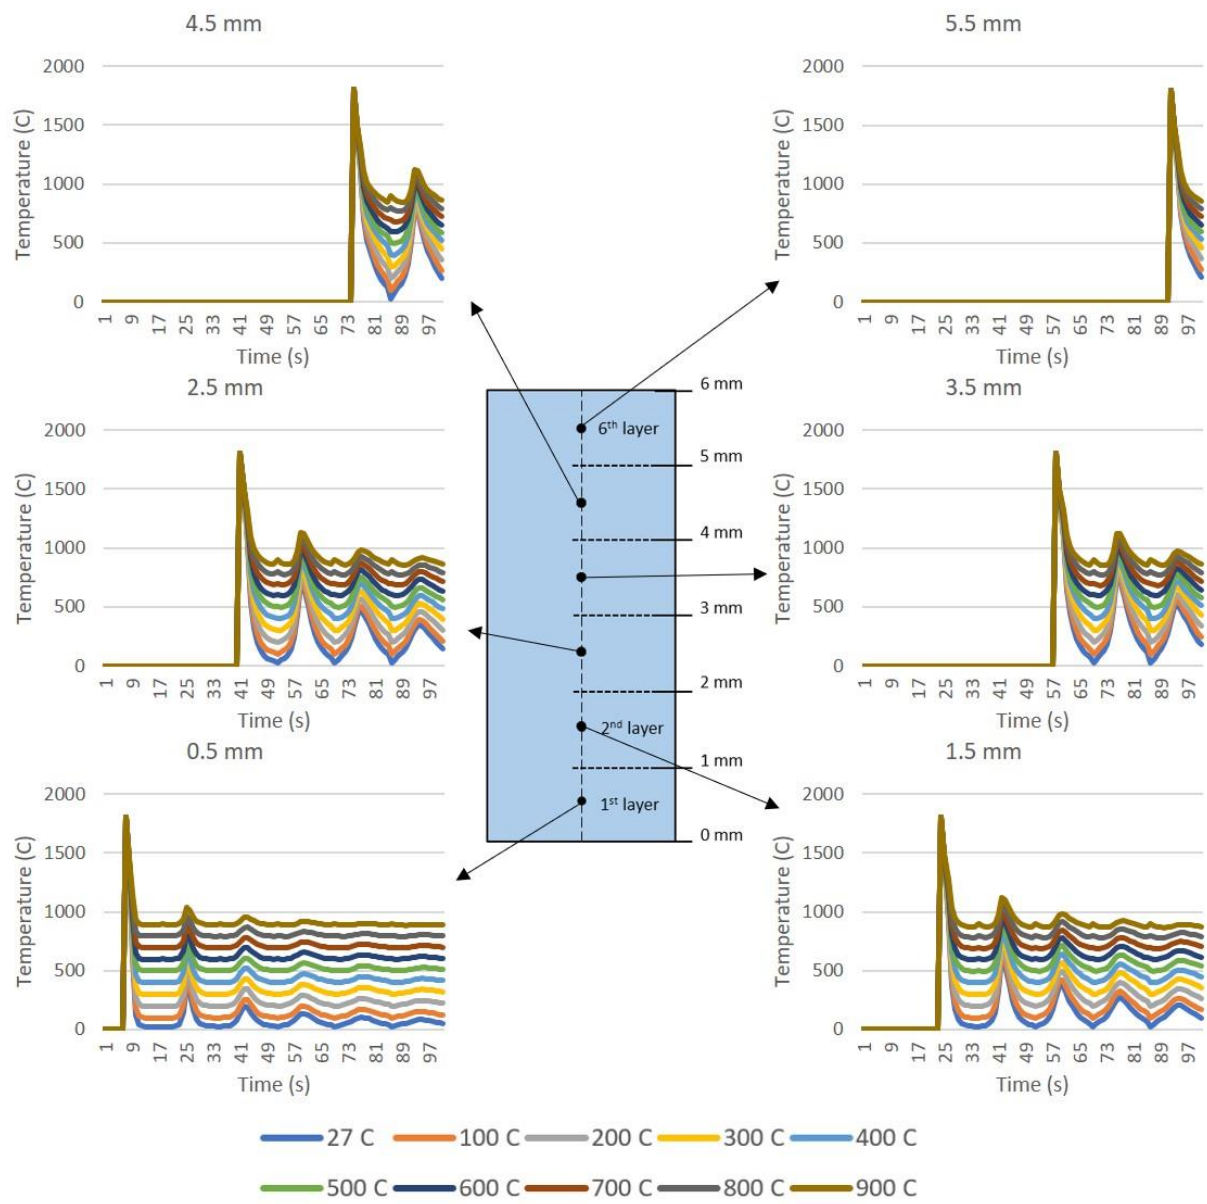 4.5 mm
2000
1500
1000
500
0
Temperature (C)
1 9 17 25 33 41 49 57 65 73 81 89 97
Time (s)
5.5 mm
2000
1500
1000
500
0
Temperature (C)
1 9 17 25 33 41 49 57 65 73 81 89 97
Time (s)
2.5 mm
2000
1500
1000
500
0
Temperature (C)
1 9 17 25 33 41 49 57 65 73 81 89 97
Time (s)
6 mm
6th layer
5 mm
4 mm
3 mm
2 mm
2nd layer
1 mm
1st layer
0 mm
3.5 mm
2000
1500
1000
500
0
Temperature (C)
1 9 17 25 33 41 49 57 65 73 81 89 97
Time (s)
0.5 mm
2000
1500
1000
500
0
Temperature (C)
1 9 17 25 33 41 49 57 65 73 81 89 97
Time (s)
1.5 mm
2000
1500
1000
500
0
Temperature (C)
1 9 17 25 33 41 49 57 65 73 81 89 97
Time (s)
27 C 100 C 200 C 300 C 400 C
500 C 600 C 700 C 800 C 900 C